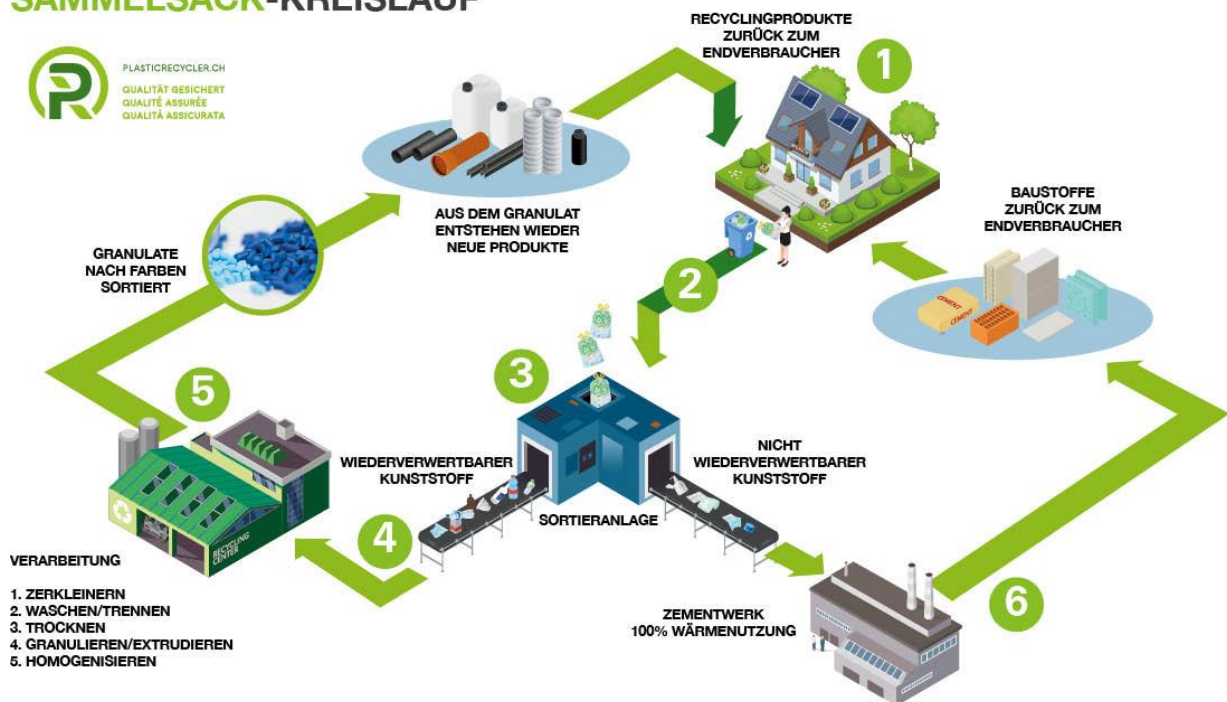 SAMMELSACK-KREISLAUF
PLASTICRECYCLER.CH
QUALITÄT GESICHERT
QUALITÉ ASSURÉE
QUALITÀ ASSICURATA
RECYCLINGPRODUKTE
ZURÜCK ZUM
ENDVERBRAUCHER
1
AUS DEM GRANULAT
ENTSTEHEN WIEDER
NEUE PRODUKTE
GRANULATE
NACH FARBEN
SORTIERT
BAUSTOFFE
ZURÜCK ZUM
ENDVERBRAUCHER
CEMENT
CEMENT
2
3
5
WIEDERVERWERTBARER
KUNSTSTOFF
NICHT
WIEDERVERWERTBARER
KUNSTSTOFF
SORTIERANLAGE
4
RECYCLING
CENTER
VERARBEITUNG
1. ZERKLEINERN
2. WASCHEN/TRENNEN
3. TROCKNEN
4. GRANULIEREN/EXTRUDIEREN
5. HOMOGENISIEREN
ZEMENTWERK
100% WÄRMENUTZUNG
6